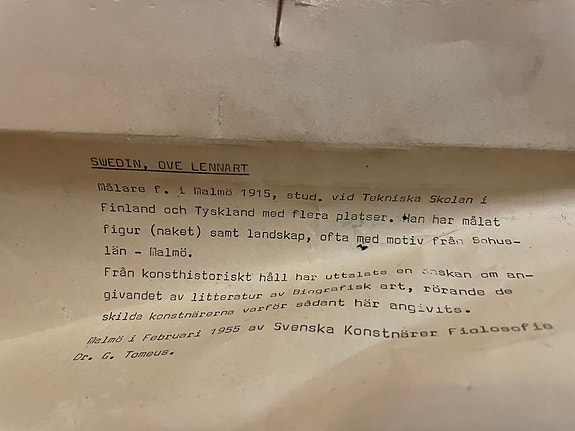 SWEDIN, OVE LENNART
Målare f. i Malmö 1915, stud. vid Tekniska Skolan i
Finland och Tyskland med flera platser. Han har målat
figur (naket) samt landskap, ofta med motiv från Bohus-
län - Malmö.
Från konsthistoriskt håll har uttalats en önskan om an-
givandet av litteratur av Biografisk art, rörande de
skilda konstnärerna varför sådant här angivits.
Malmö i Februari 1955 av Svenska Konstnärer Fiolosofie
Dr. G. Tomeus.